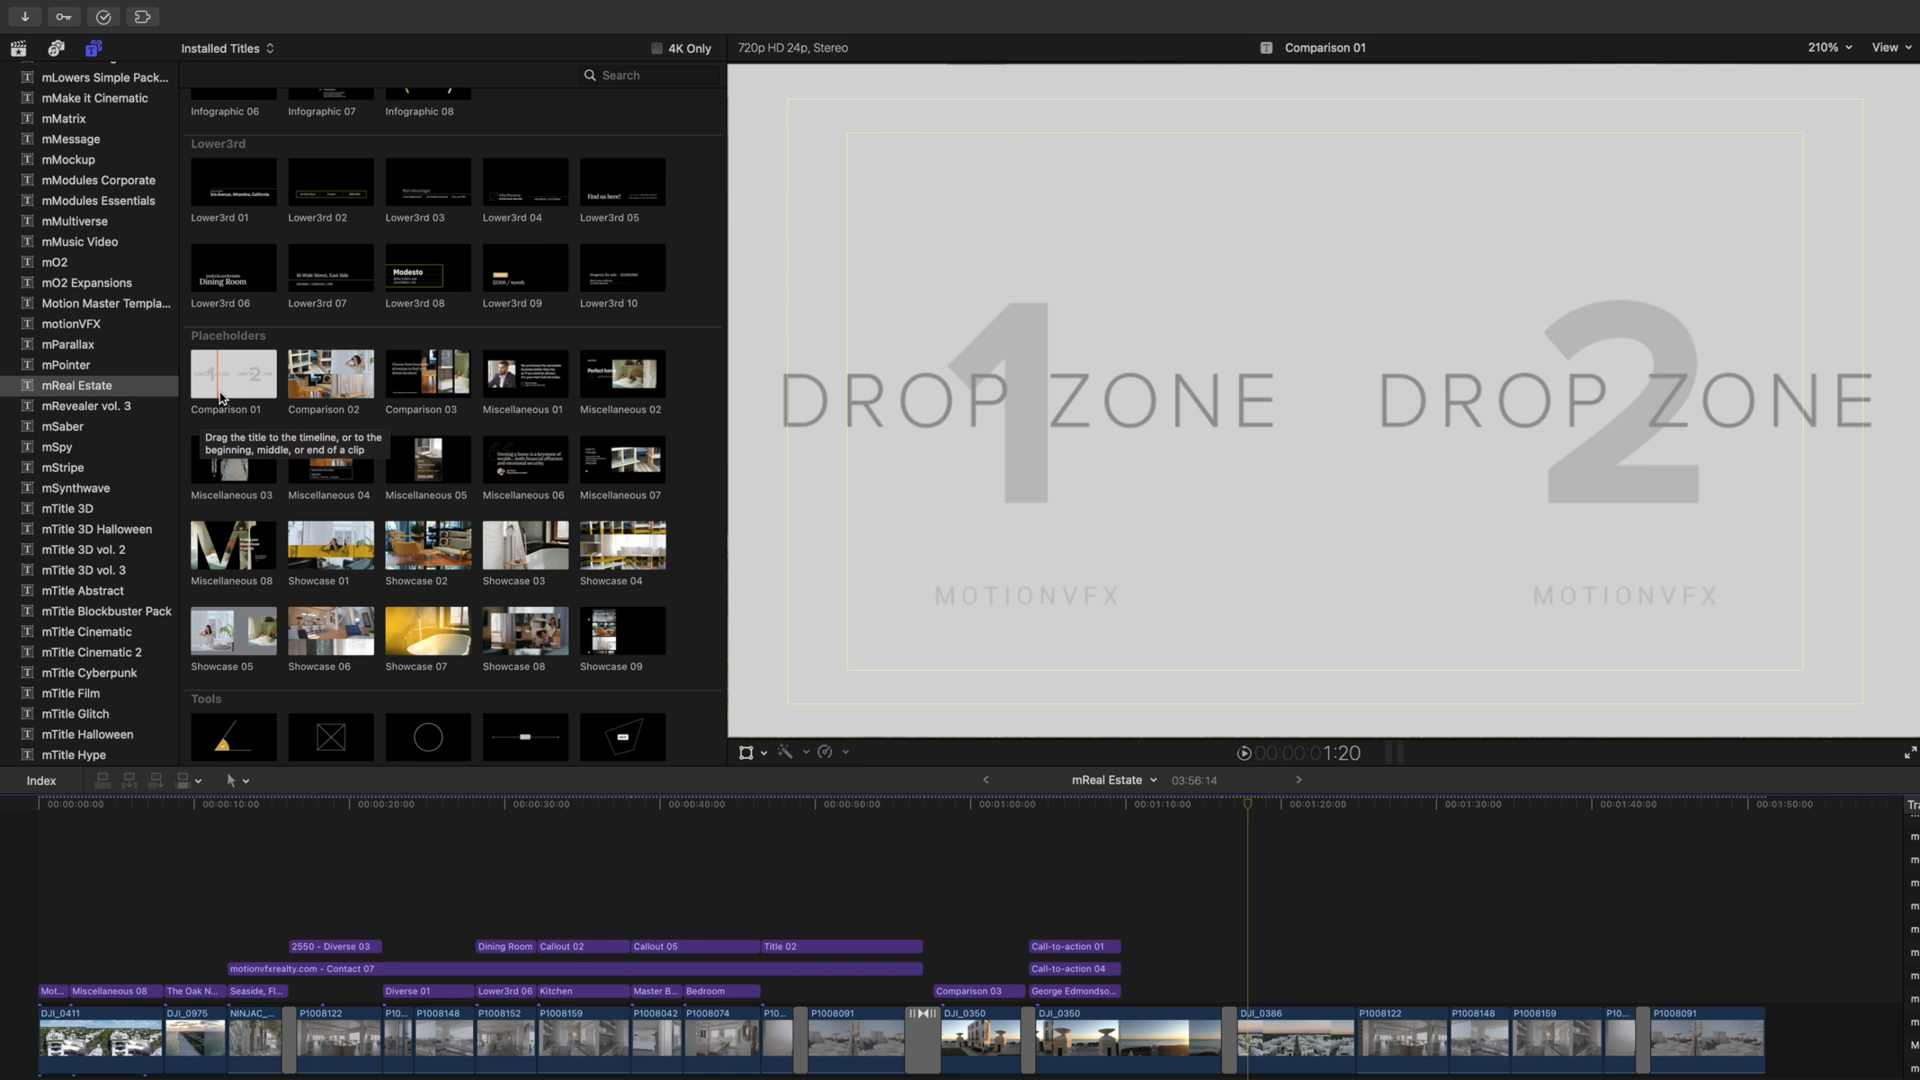 Installed Titles
4K Only
720p HD 24p, Stereo
Comparison 01
210%
View
Search
mLowers Simple Pack...
mMake it Cinematic
mMatrix
mMessage
mMockup
mModules Corporate
mModules Essentials
mMultiverse
mMusic Video
mO2
mO2 Expansions
Motion Master Templa...
motionVFX
mParallax
mPointer
mReal Estate
mRevealer vol. 3
mSaber
mSpy
mStripe
mSynthwave
mTitle 3D
mTitle 3D Halloween
mTitle 3D vol. 2
mTitle 3D vol. 3
mTitle Abstract
mTitle Blockbuster Pack
mTitle Cinematic
mTitle Cinematic 2
mTitle Cyberpunk
mTitle Film
mTitle Glitch
mTitle Halloween
mTitle Hype
Infographic 06
Infographic 07
Infographic 08
Lower3rd
Lower3rd 01
Lower3rd 02
Lower3rd 03
Find us here!
Lower3rd 04
Lower3rd 05
Dining Room
Modesto
Lower3rd 06
Lower3rd 07
Lower3rd 08
Lower3rd 09
Lower3rd 10
Placeholders
Comparison 01
Comparison 02
Comparison 03
Miscellaneous 01
Miscellaneous 02
Drag the title to the timeline, or to the
beginning, middle, or end of a clip
Miscellaneous 03
Miscellaneous 04
Miscellaneous 05
Miscellaneous 06
Miscellaneous 07
Miscellaneous 08
Showcase 01
Showcase 02
Showcase 03
Showcase 04
Showcase 05
Showcase 06
Showcase 07
Showcase 08
Showcase 09
Tools
1
2
DROP ZONE
DROP ZONE
MOTIONVFX
MOTIONVFX
00:00:01:20
Index
mReal Estate
03:56:14
00:00:00:00
00:00:10:00
00:00:20:00
00:00:30:00
00:00:40:00
00:00:50:00
00:01:00:00
00:01:10:00
00:01:20:00
00:01:30:00
00:01:40:00
00:01:50:00
2550 - Diverse 03
Dining Room
Callout 02
Callout 05
Title 02
Call-to-action 01
motionvfxrealty.com - Contact 07
Call-to-action 04
Mot...
Miscellaneous 08
The Oak N...
Seaside, Fl...
Diverse 01
Lower3rd 06
Kitchen
Master B...
Bedroom
Comparison 03
George Edmondso...
DJI_0411
DJI_0975
NINJAC_...
P1008122
P10...
P1008148
P1008152
P1008159
P1008042
P1008074
P10...
P1008091
DJI_0350
DJI_0350
DJI_0386
P1008122
P1008148
P1008159
P10...
P1008091